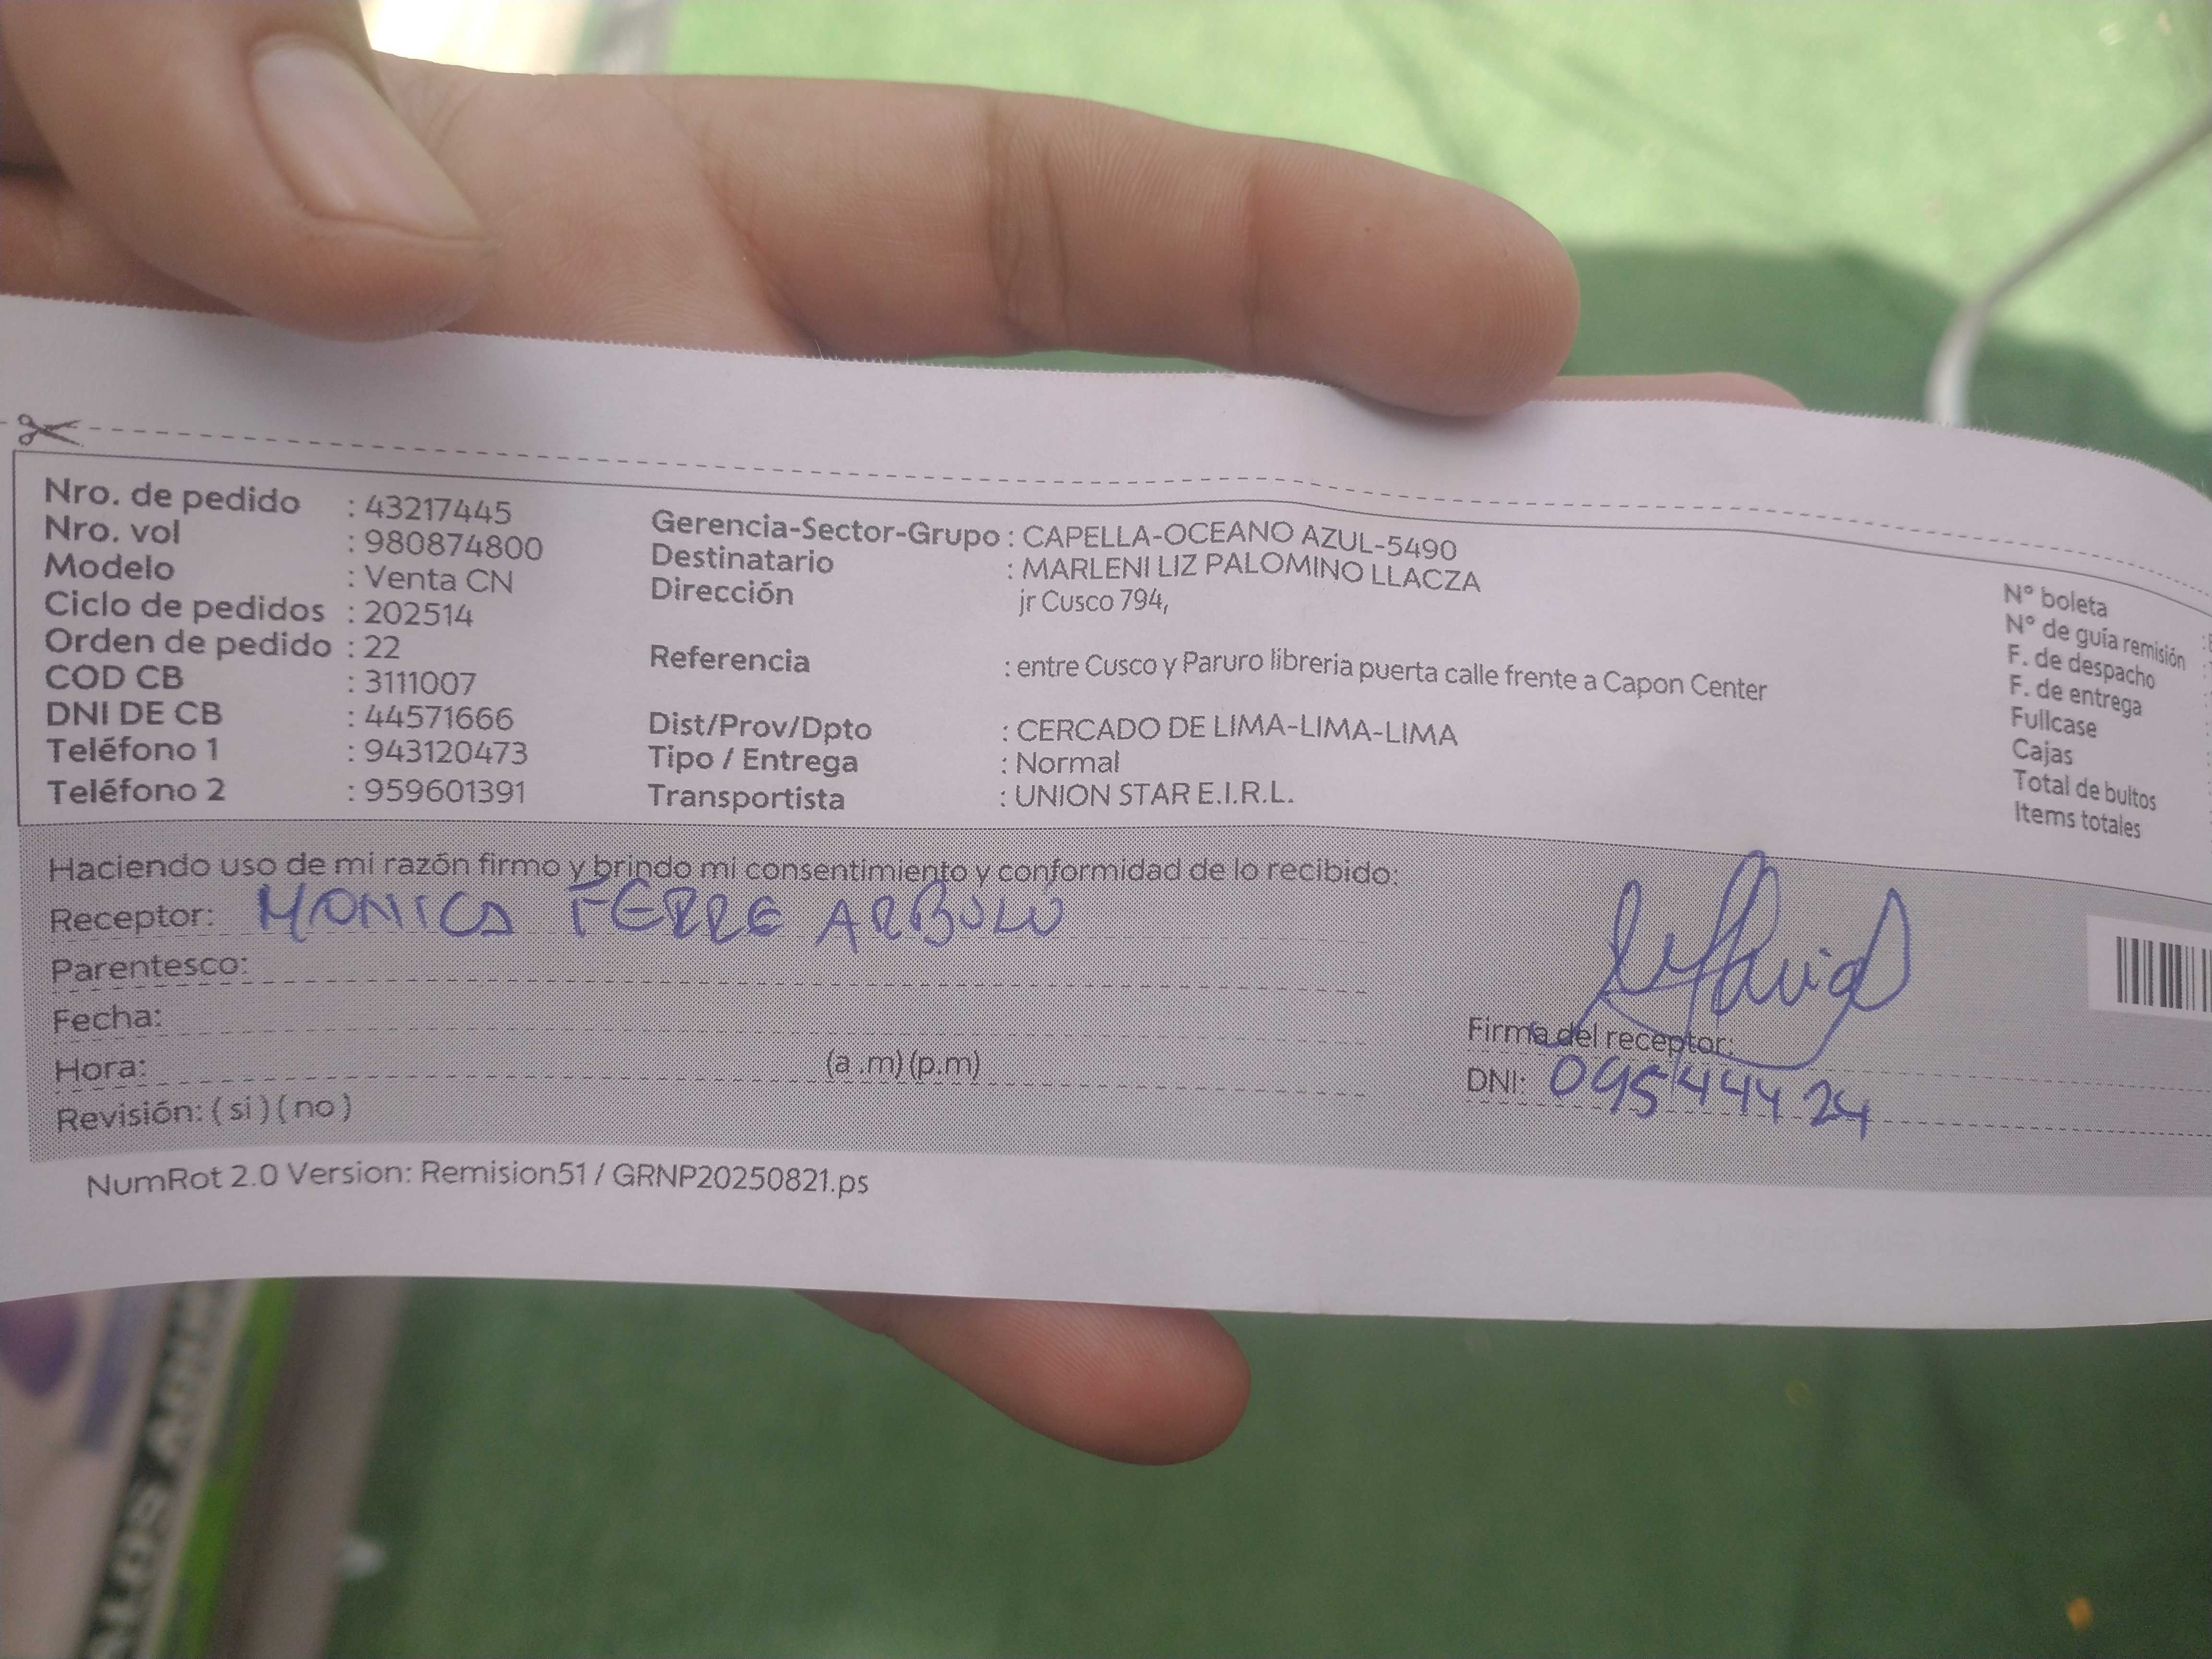 Nro. de pedido : 43217445
Nro. vol : 980874800
Modelo : Venta CN
Ciclo de pedidos : 202514
Orden de pedido : 22
COD CB : 3111007
DNI DE CB : 44571666
Teléfono 1 : 943120473
Teléfono 2 : 959601391
Gerencia-Sector-Grupo : CAPELLA-OCEANO AZUL-5490
Destinatario : MARLENI LIZ PALOMINO LLACZA
Dirección jr Cusco 794,
Referencia : entre Cusco y Paruro libreria puerta calle frente a Capon Center
Dist/Prov/Dpto : CERCADO DE LIMA-LIMA-LIMA
Tipo / Entrega : Normal
Transportista : UNION STAR E.I.R.L.
N° boleta
N° de guía remisión :
F. de despacho
F. de entrega
Fullcase
Cajas
Total de bultos
Items totales
Haciendo uso de mi razón firmo y brindo mi consentimiento y conformidad de lo recibido:
Receptor: MONICA FERRE ARBULU
Parentesco:
Fecha:
Hora: (a .m) (p.m)
Revisión: ( si ) ( no )
Firma del receptor:
DNI: 09544424
NumRot 2.0 Version: Remision51 / GRNP20250821.ps